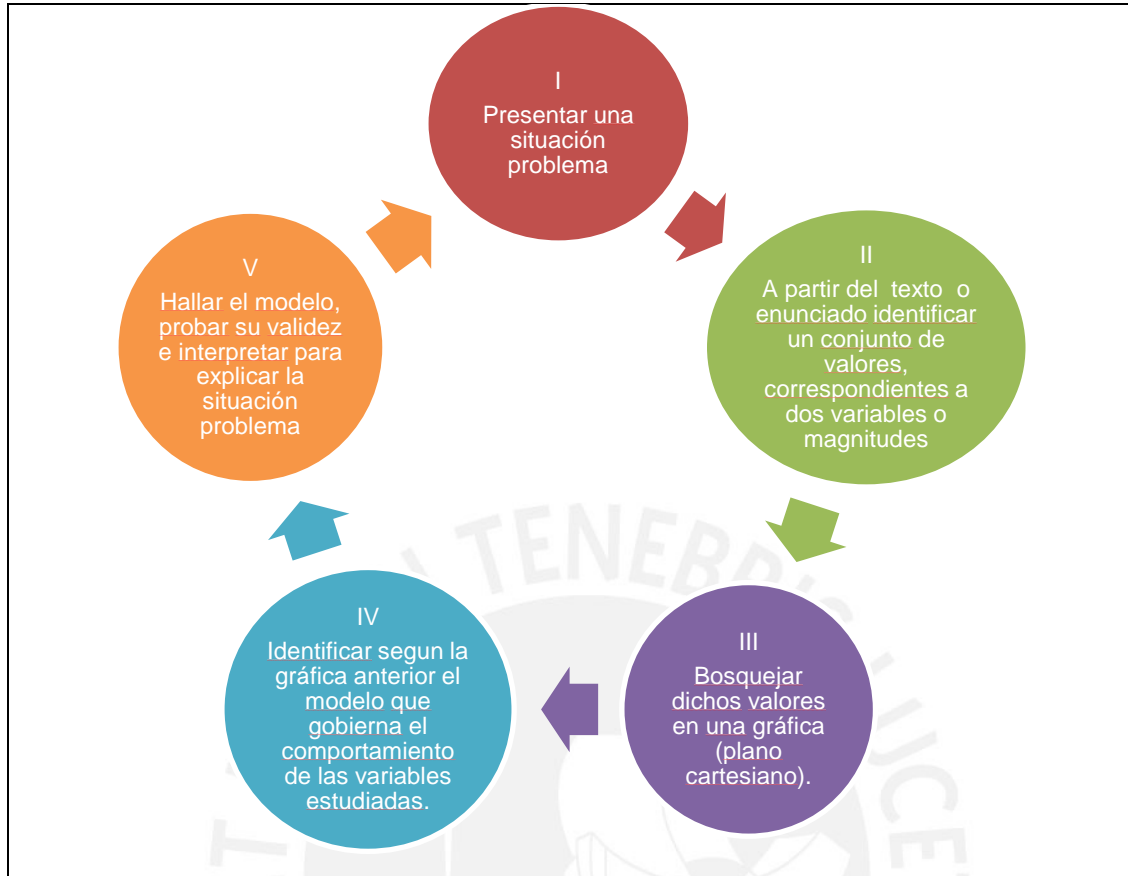 I
Presentar una
situación
problema
II
A partir del texto o
enunciado identificar
un conjunto de
valores,
correspondientes a
dos variables o
magnitudes
III
Bosquejar
dichos valores
en una gráfica
(plano
cartesiano).
IV
Identificar segun la
gráfica anterior el
modelo que
gobierna el
comportamiento
de las variables
estudiadas.
V
Hallar el modelo,
probar su validez
e interpretar para
explicar la
situación
problema
TENEBRIS